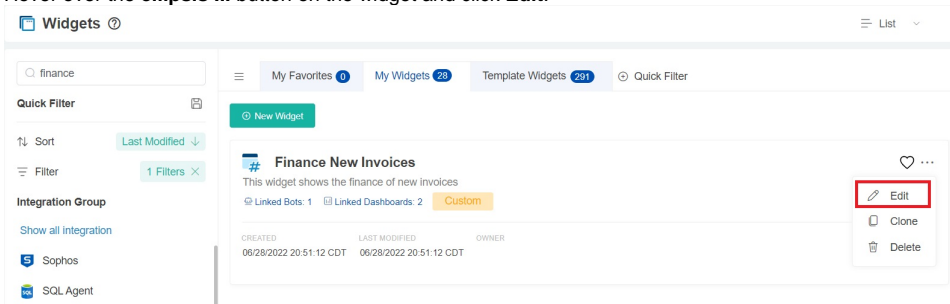 Hover over the ellipsis ... button on the widget and click Edit.
Widgets
List
finance
My Favorites 0 My Widgets 28 Template Widgets 291 Quick Filter
Quick Filter
New Widget
Sort Last Modified ↓
Filter 1 Filters ×
Finance New Invoices
This widget shows the finance of new invoices
Linked Bots: 1 Linked Dashboards: 2 Custom
Edit
Clone
Delete
Integration Group
Show all integration
CREATED LAST MODIFIED OWNER
06/28/2022 20:51:12 CDT 06/28/2022 20:51:12 CDT
Sophos
SQL Agent